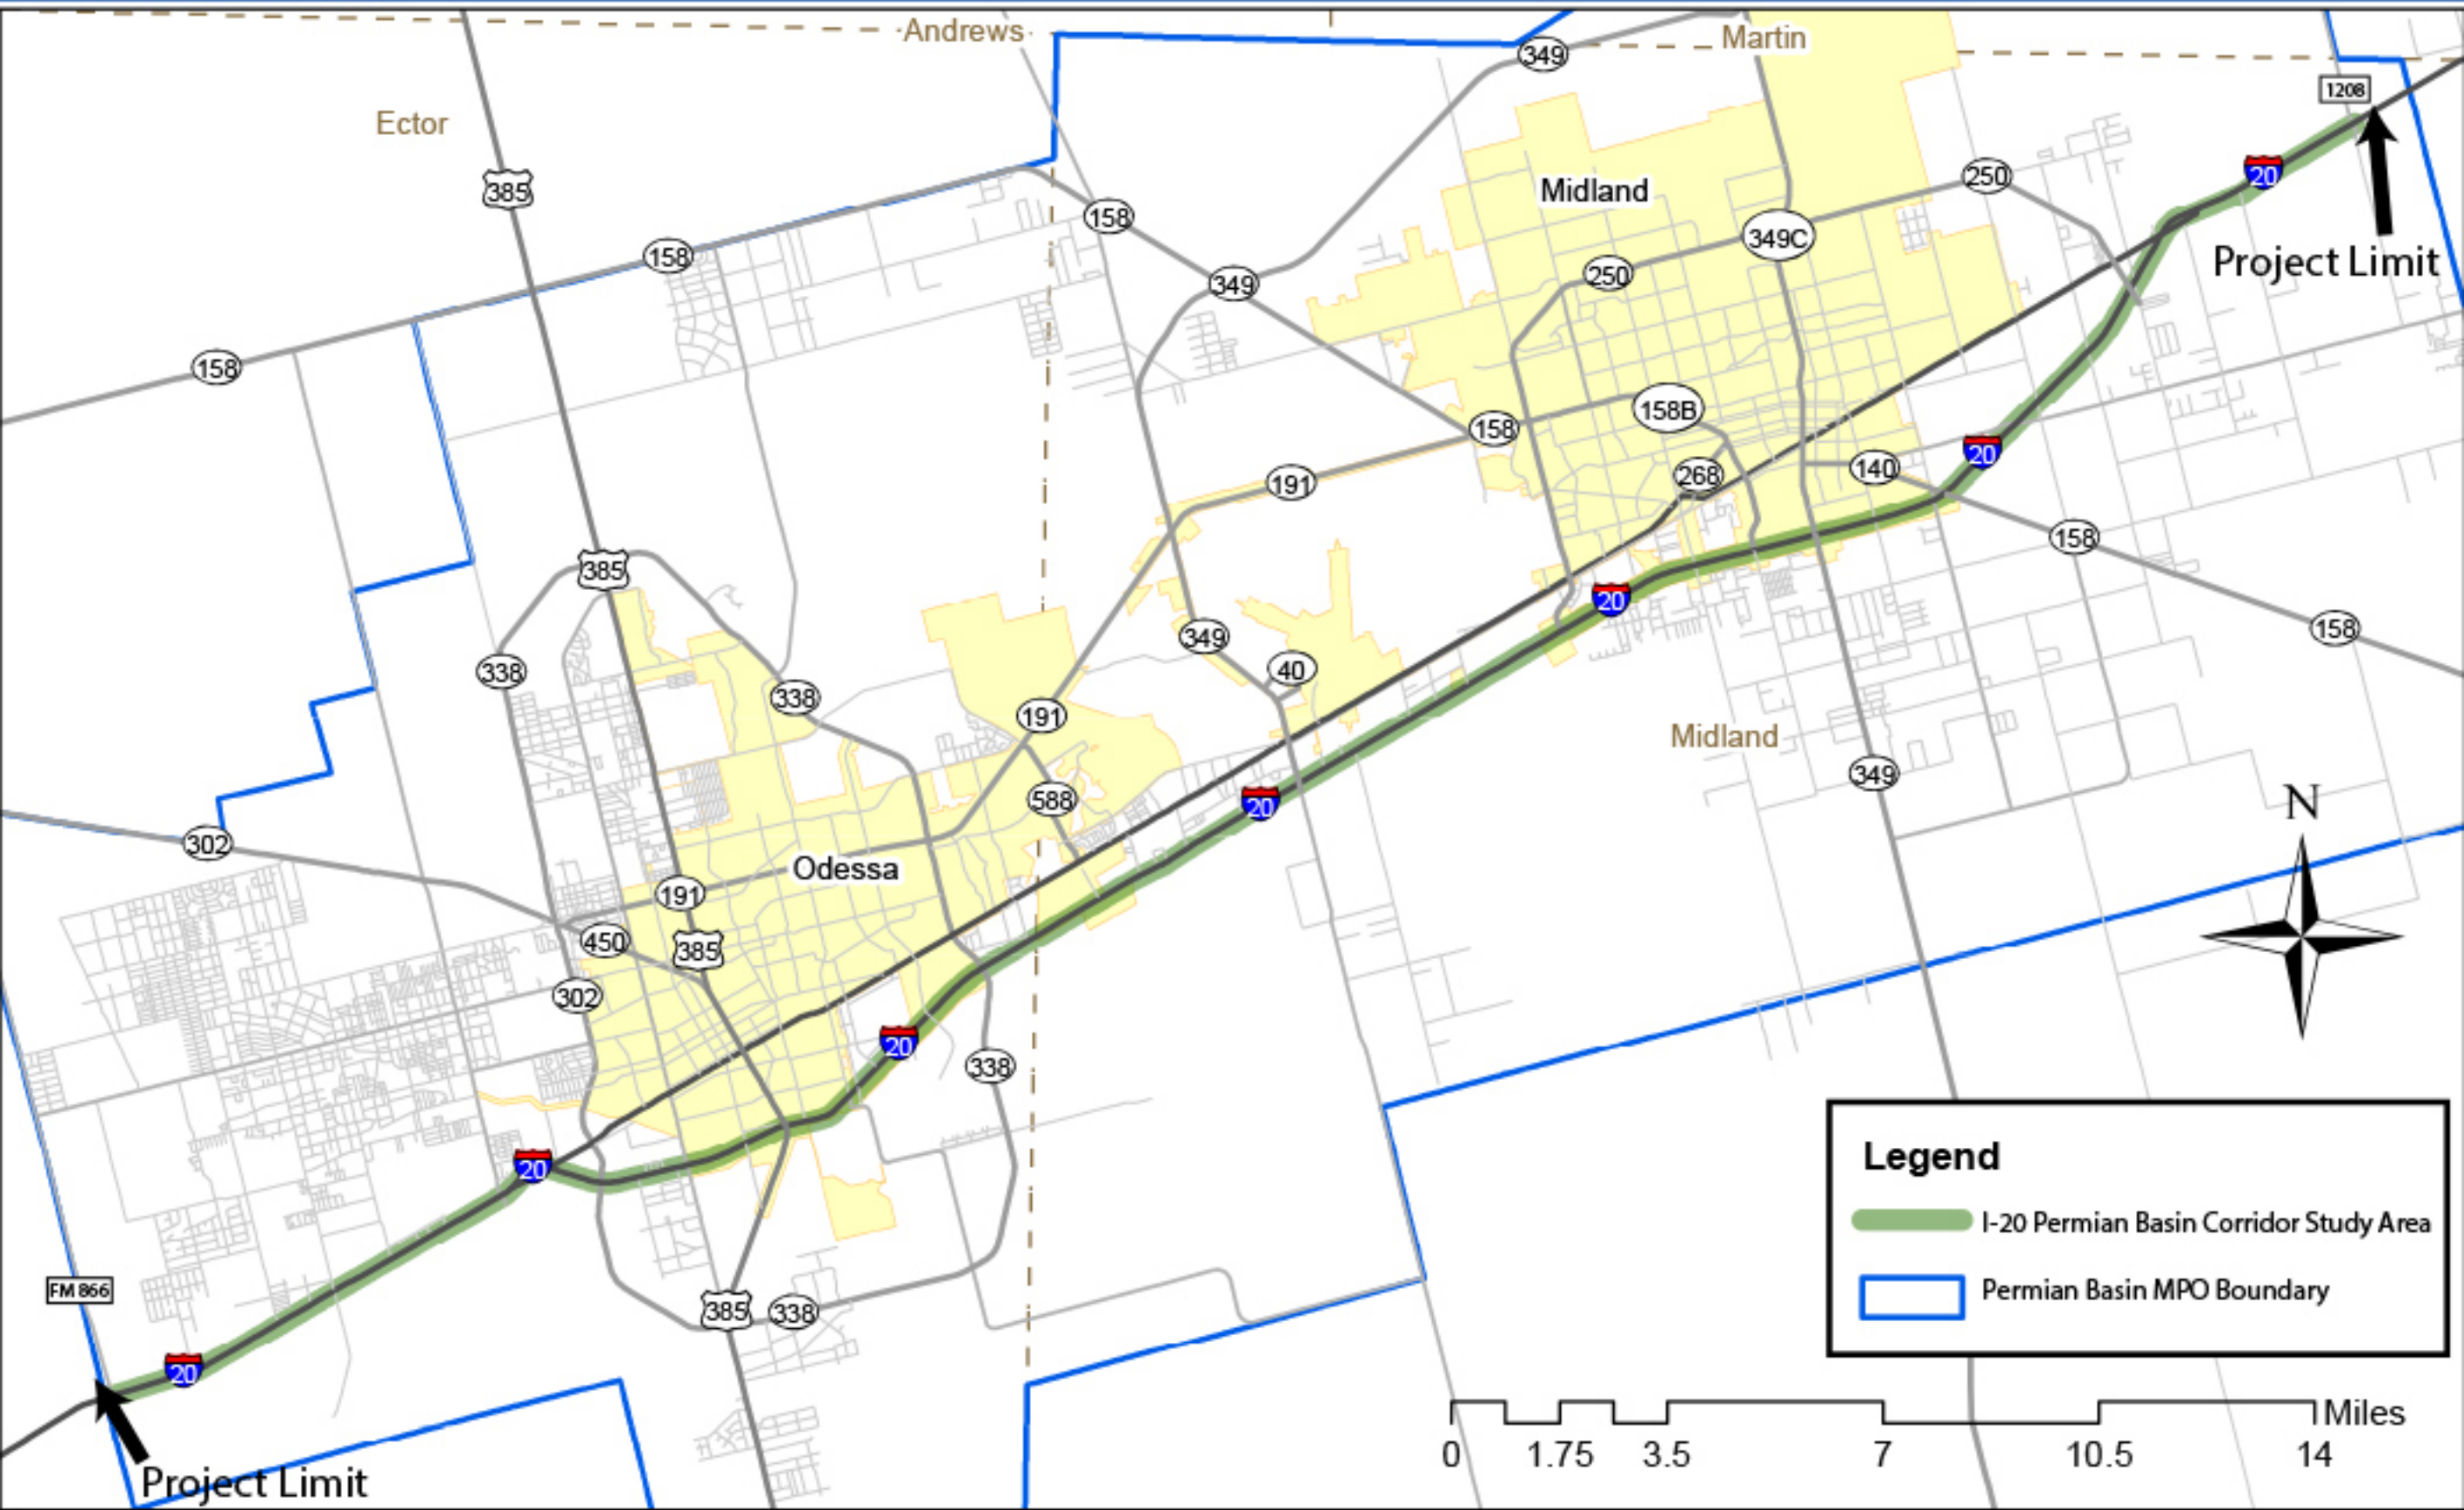 Andrews
Martin
349
1208
Ector
20
385
Midland
250
158
349C
158
Project Limit
250
349
158
158B
158
20
191
268
140
158
385
20
349
158
338
40
338
191
Midland
349
588
20
N
302
Odessa
191
450
385
302
20
338
Legend
20
I-20 Permian Basin Corridor Study Area
FM 866
Permian Basin MPO Boundary
385
338
20
Miles
0
1.75
3.5
7
10.5
14
Project Limit